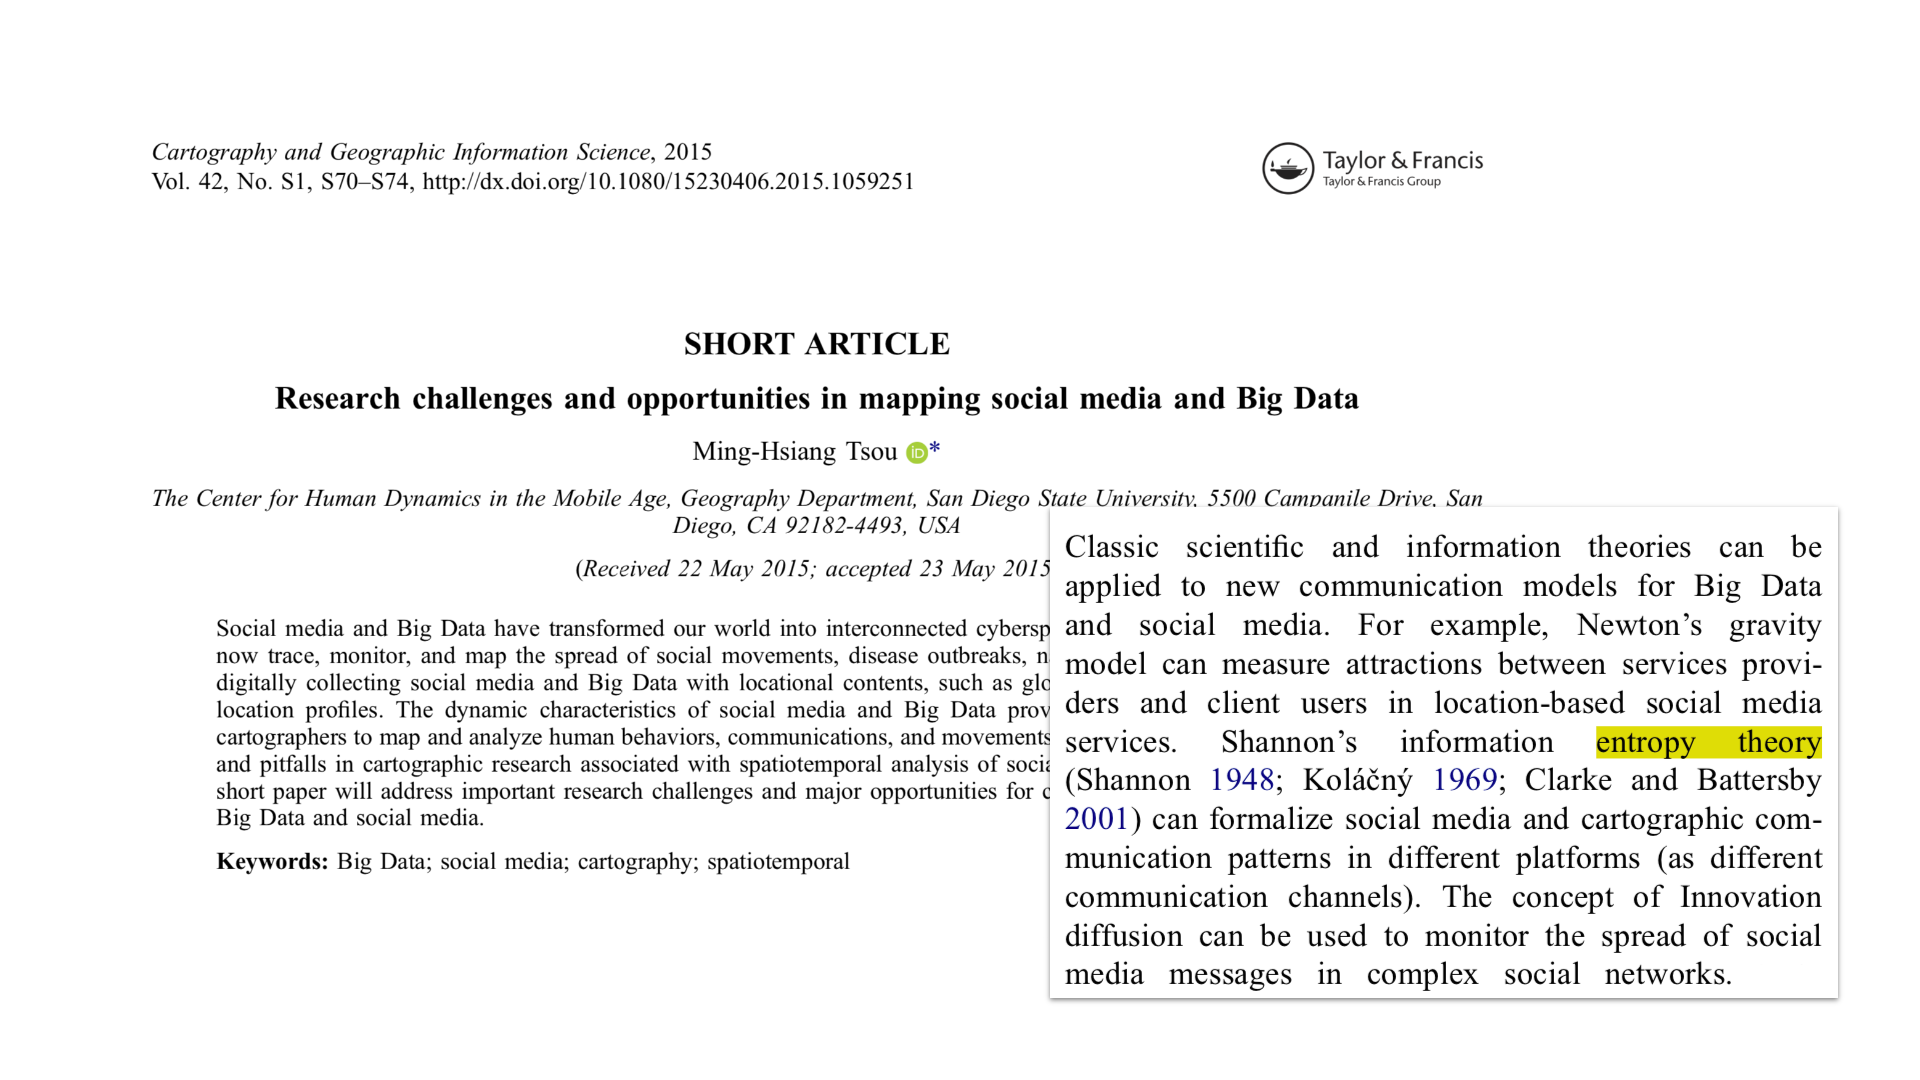 Cartography and Geographic Information Science, 2015
Vol. 42, No. S1, S70–S74, http://dx.doi.org/10.1080/15230406.2015.1059251
Taylor & Francis
Taylor & Francis Group
SHORT ARTICLE
Research challenges and opportunities in mapping social media and Big Data
Ming-Hsiang Tsou iD*
The Center for Human Dynamics in the Mobile Age, Geography Department, San Diego State University, 5500 Campanile Drive, San
Diego, CA 92182-4493, USA
(Received 22 May 2015; accepted 23 May 2015
Social media and Big Data have transformed our world into interconnected cybersp
now trace, monitor, and map the spread of social movements, disease outbreaks, n
digitally collecting social media and Big Data with locational contents, such as glo
location profiles. The dynamic characteristics of social media and Big Data prov
cartographers to map and analyze human behaviors, communications, and movements
and pitfalls in cartographic research associated with spatiotemporal analysis of socia
short paper will address important research challenges and major opportunities for c
Big Data and social media.
Keywords: Big Data; social media; cartography; spatiotemporal
Classic scientific and information theories can be
applied to new communication models for Big Data
and social media. For example, Newton's gravity
model can measure attractions between services provi-
ders and client users in location-based social media
services. Shannon's information entropy theory
(Shannon 1948; Koláčný 1969; Clarke and Battersby
2001) can formalize social media and cartographic com-
munication patterns in different platforms (as different
communication channels). The concept of Innovation
diffusion can be used to monitor the spread of social
media messages in complex social networks.